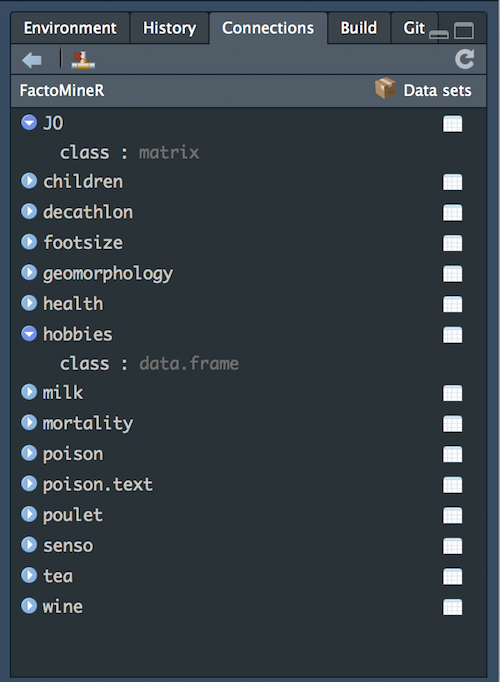 Environment History Connections Build Git
FactoMineR Data sets
JO
class : matrix
children
decathlon
footsize
geomorphology
health
hobbies
class : data.frame
milk
mortality
poison
poison.text
poulet
senso
tea
wine